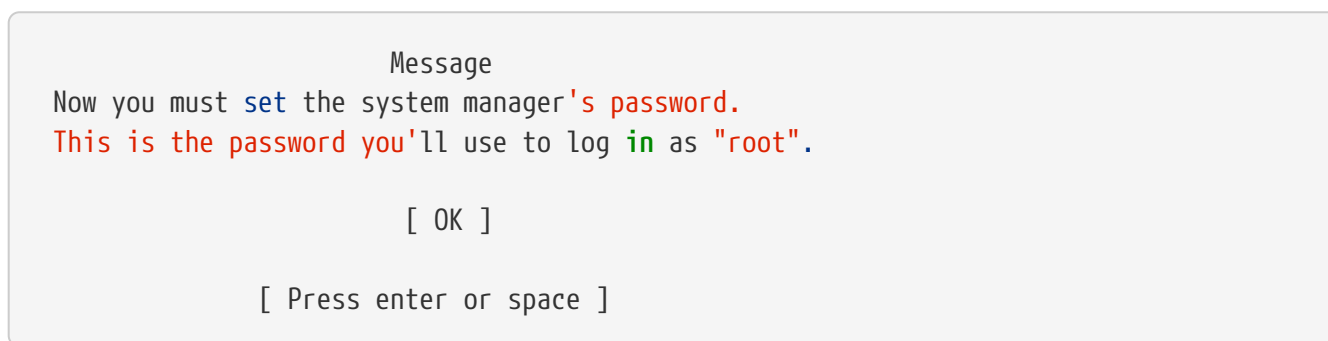 Message
Now you must set the system manager's password.
This is the password you'll use to log in as "root".
[ OK ]
[ Press enter or space ]